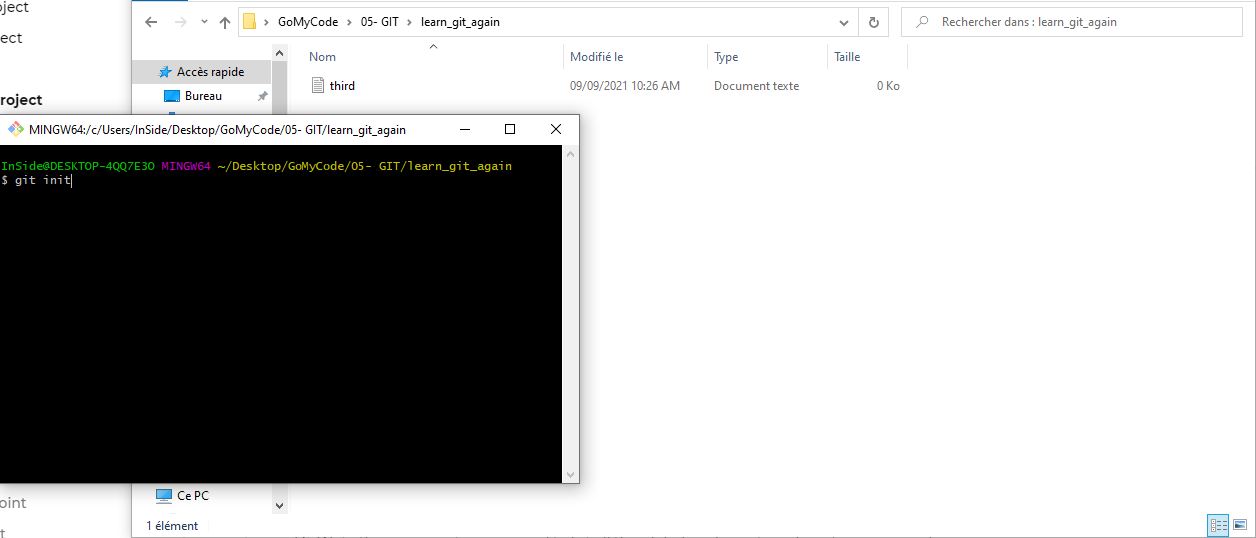 oject
ect
roject
GoMyCode > 05- GIT > learn_git_again
Rechercher dans : learn_git_again
Nom Modifié le Type Taille
Accès rapide
third 09/09/2021 10:26 AM Document texte 0 Ko
Bureau
MINGW64:/c/Users/InSide/Desktop/GoMyCode/05- GIT/learn_git_again
InSide@DESKTOP-4QQ7E3O MINGW64 ~/Desktop/GoMyCode/05- GIT/learn_git_again
$ git init
Ce PC
oint
t
1 élément